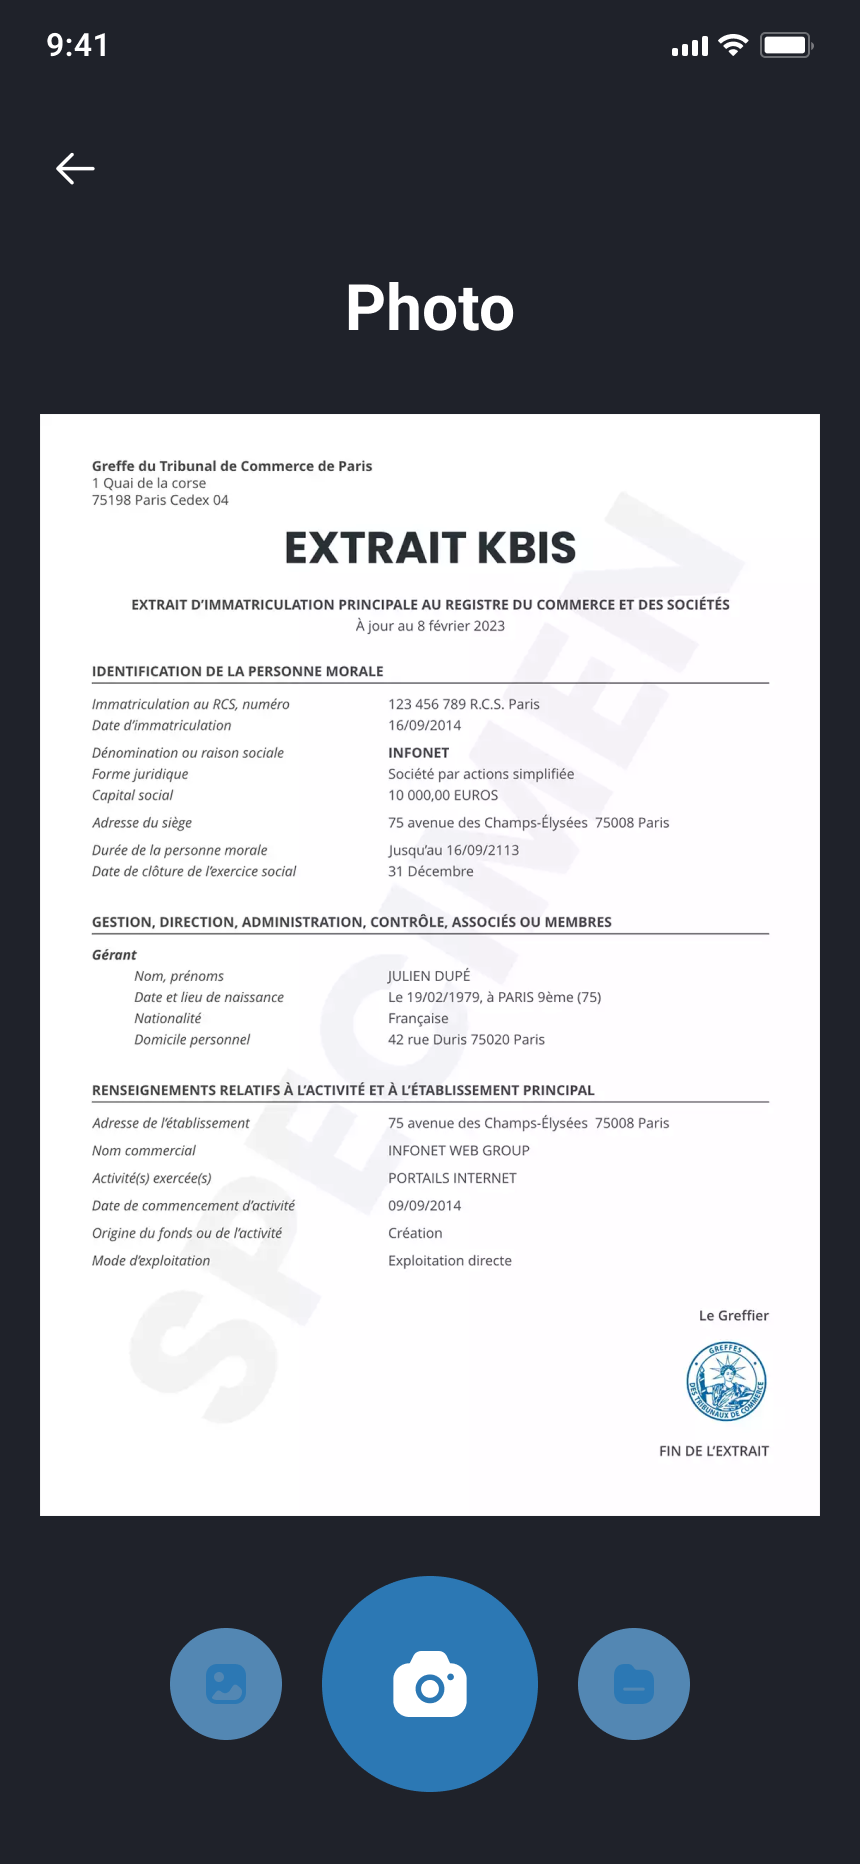 9:41
Photo
Greffe du Tribunal de Commerce de Paris
1 Quai de la corse
75198 Paris Cedex 04
EXTRAIT KBIS
EXTRAIT D’IMMATRICULATION PRINCIPALE AU REGISTRE DU COMMERCE ET DES SOCIÉTÉS
À jour au 8 février 2023
IDENTIFICATION DE LA PERSONNE MORALE
Immatriculation au RCS, numéro 123 456 789 R.C.S. Paris
Date d’immatriculation 16/09/2014
Dénomination ou raison sociale INFONET
Forme juridique Société par actions simplifiée
Capital social 10 000,00 EUROS
Adresse du siège 75 avenue des Champs-Élysées 75008 Paris
Durée de la personne morale Jusqu’au 16/09/2113
Date de clôture de l’exercice social 31 Décembre
GESTION, DIRECTION, ADMINISTRATION, CONTRÔLE, ASSOCIÉS OU MEMBRES
Gérant
Nom, prénoms JULIEN DUPÉ
Date et lieu de naissance Le 19/02/1979, à PARIS 9ème (75)
Nationalité Française
Domicile personnel 42 rue Duris 75020 Paris
RENSEIGNEMENTS RELATIFS À L’ACTIVITÉ ET À L’ÉTABLISSEMENT PRINCIPAL
Adresse de l’établissement 75 avenue des Champs-Élysées 75008 Paris
Nom commercial INFONET WEB GROUP
Activité(s) exercée(s) PORTAILS INTERNET
Date de commencement d’activité 09/09/2014
Origine du fonds ou de l’activité Création
Mode d’exploitation Exploitation directe
SPECIMEN
Le Greffier
GREFFES
DES TRIBUNAUX DE COMMERCE
FIN DE L’EXTRAIT